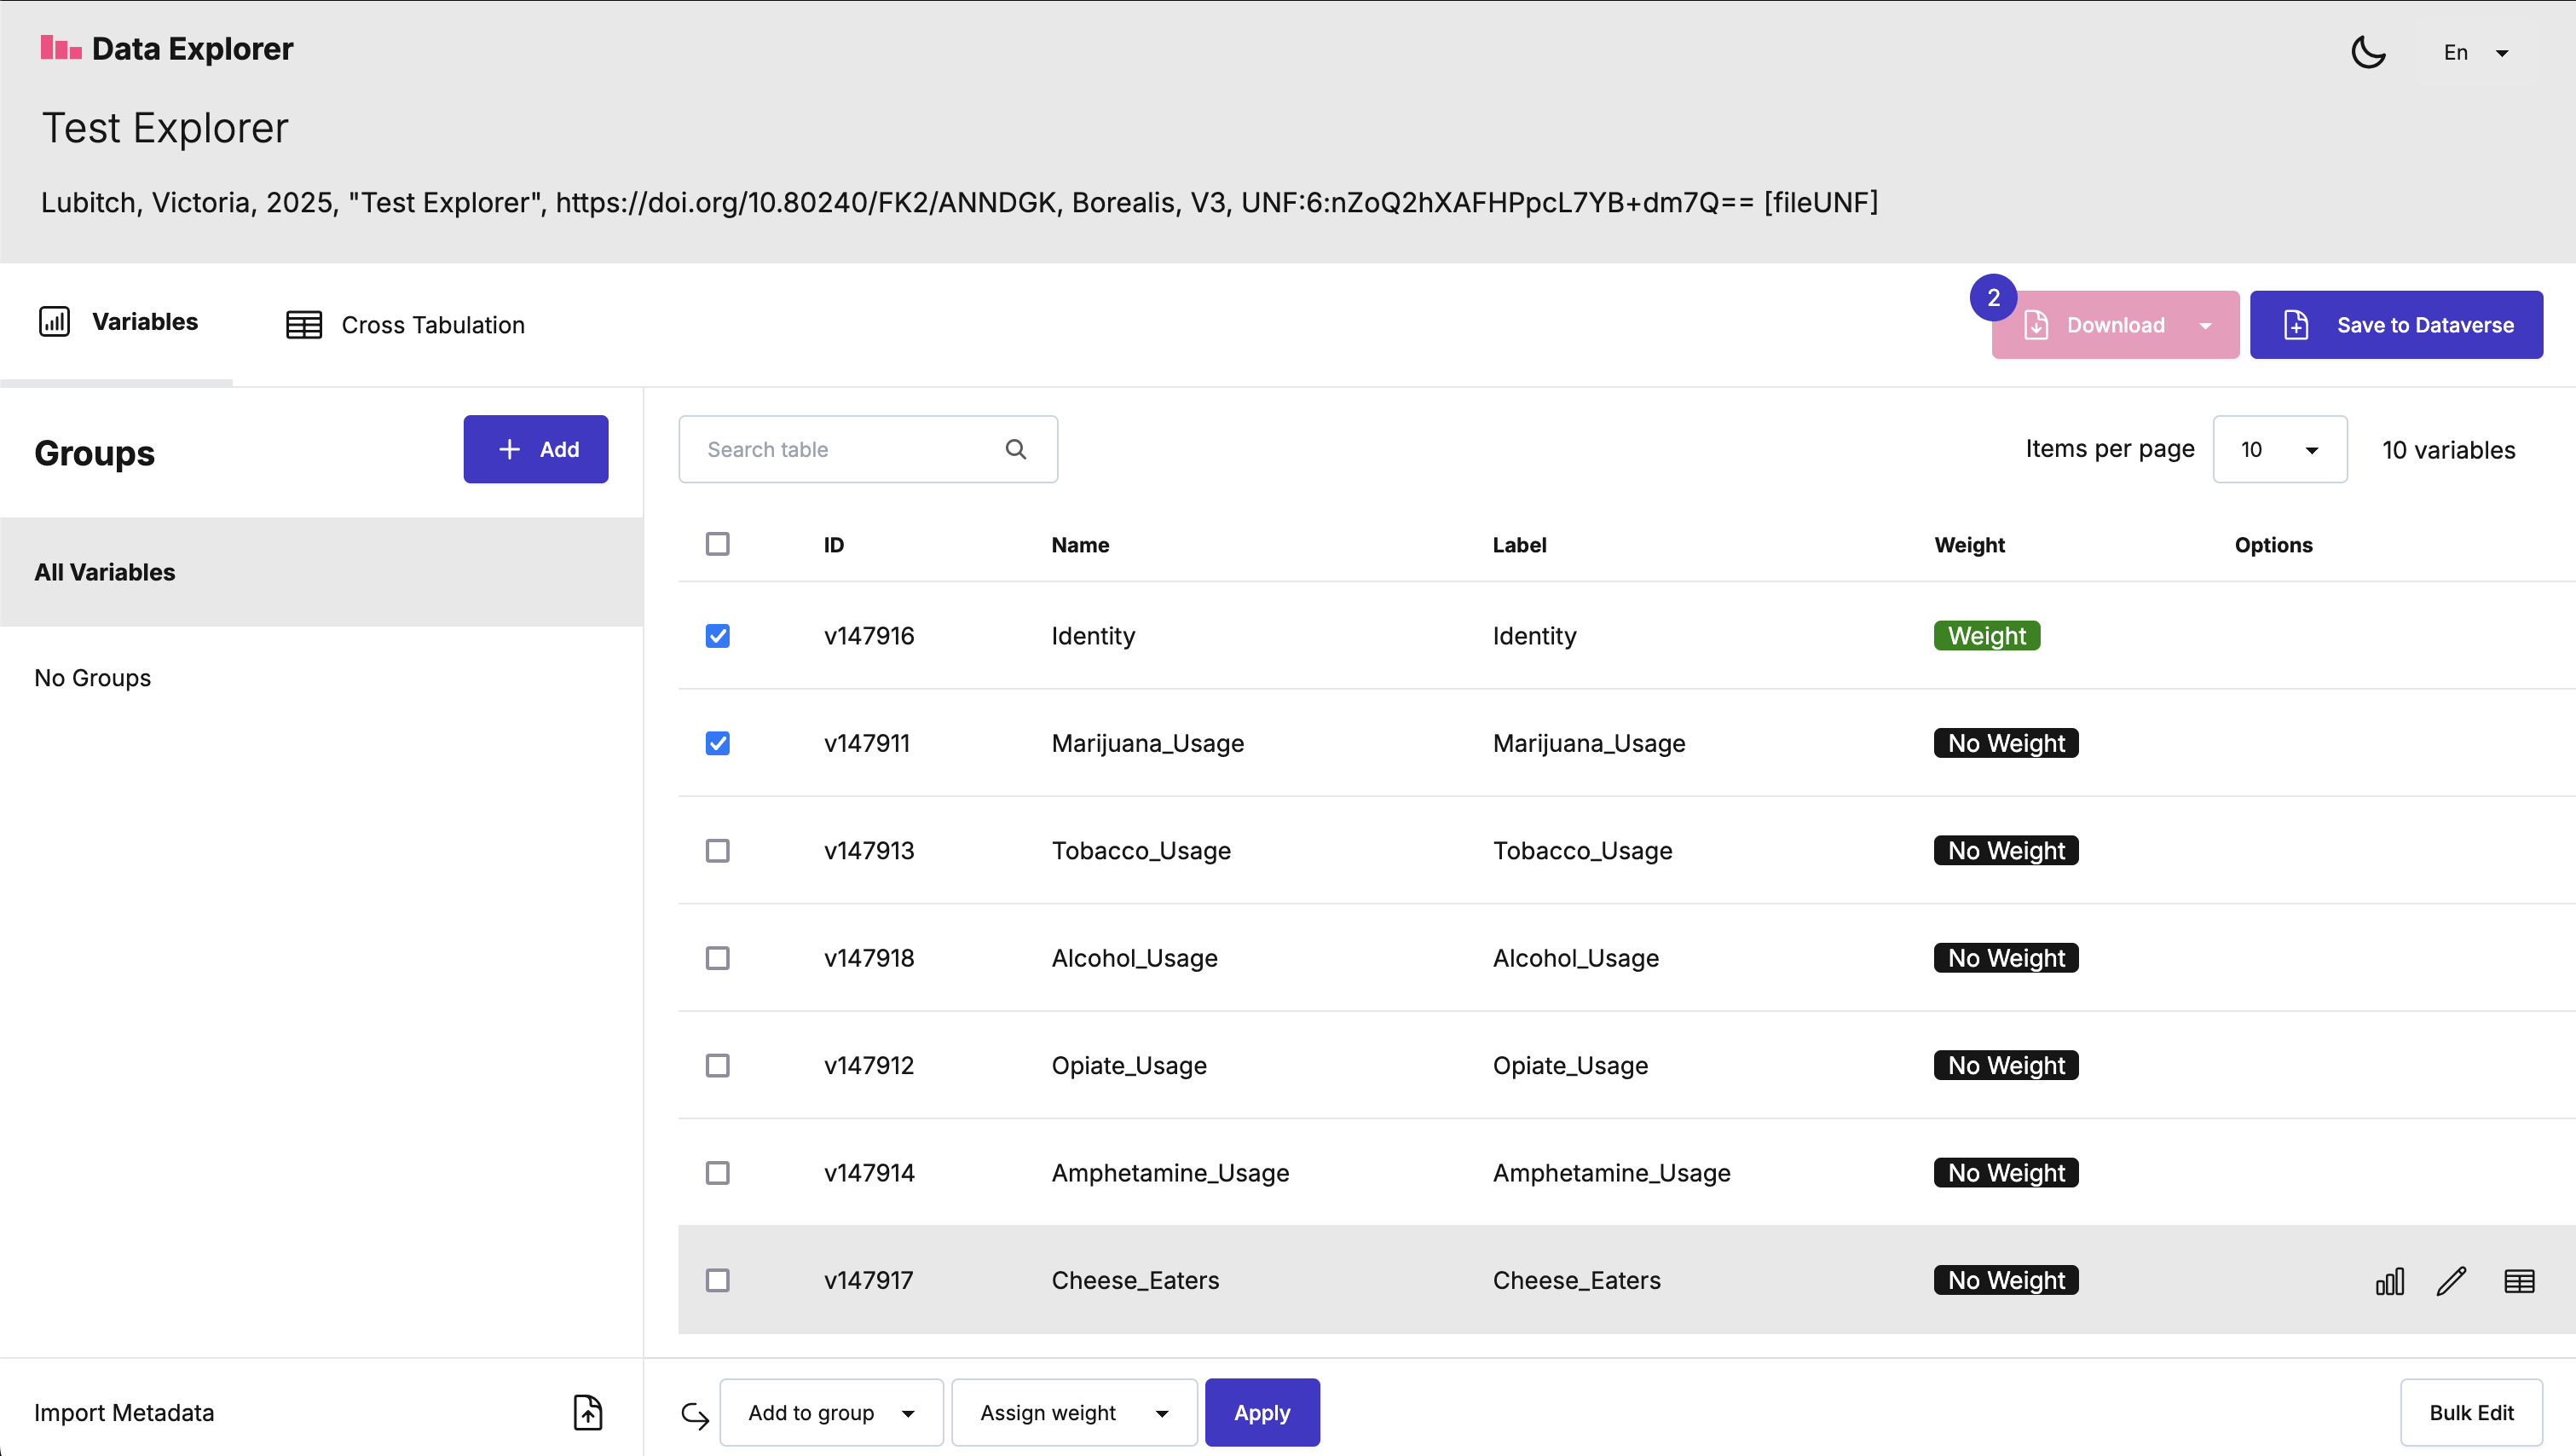 Data Explorer
En
Test Explorer
Lubitch, Victoria, 2025, "Test Explorer", https://doi.org/10.80240/FK2/ANNDGK, Borealis, V3, UNF:6:nZoQ2hXAFHPpcL7YB+dm7Q== [fileUNF]
Variables
Cross Tabulation
2
Download
Save to Dataverse
Groups
Add
Search table
Items per page
10
10 variables
All Variables
No Groups
ID Name Label Weight Options
v147916 Identity Identity Weight
v147911 Marijuana_Usage Marijuana_Usage No Weight
v147913 Tobacco_Usage Tobacco_Usage No Weight
v147918 Alcohol_Usage Alcohol_Usage No Weight
v147912 Opiate_Usage Opiate_Usage No Weight
v147914 Amphetamine_Usage Amphetamine_Usage No Weight
v147917 Cheese_Eaters Cheese_Eaters No Weight
Import Metadata
Add to group
Assign weight
Apply
Bulk Edit